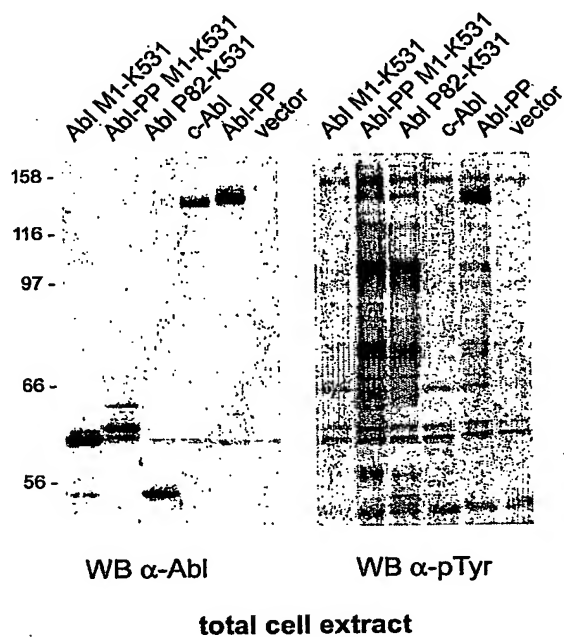 Abl M1-K531
Abl-PP M1-K531
Abl P82-K531
c-Abl
Abl-PP
vector
Abl M1-K531
Abl-PP M1-K531
Abl P82-K531
c-Abl
Abl-PP
vector
158 -
116 -
97 -
66 -
56 -
WB α-Abl
WB α-pTyr
total cell extract